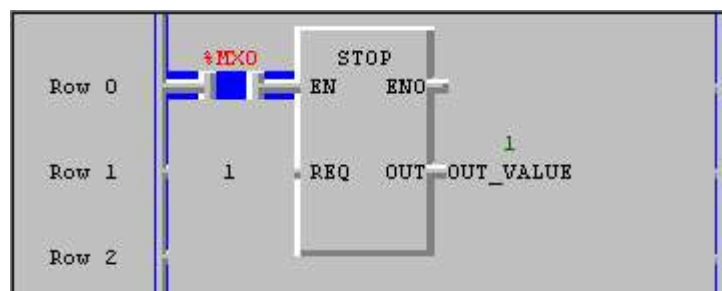 %MX0 STOP
Row 0 EN ENO
1
Row 1 1 REQ OUT OUT_VALUE
Row 2